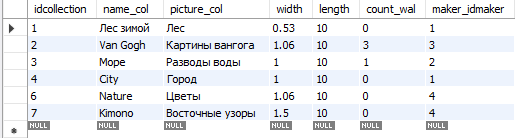 idcollection name_col picture_col width length count_wal maker_idmaker
1 Лес зимой Лес 0.53 10 0 1
2 Van Gogh Картины вангога 1.06 10 3 3
3 Море Разводы воды 1 10 1 2
4 City Город 1 10 0 1
6 Nature Цветы 1.06 10 0 4
7 Kimono Восточные узоры 1.5 10 0 4
NULL NULL NULL NULL NULL NULL NULL